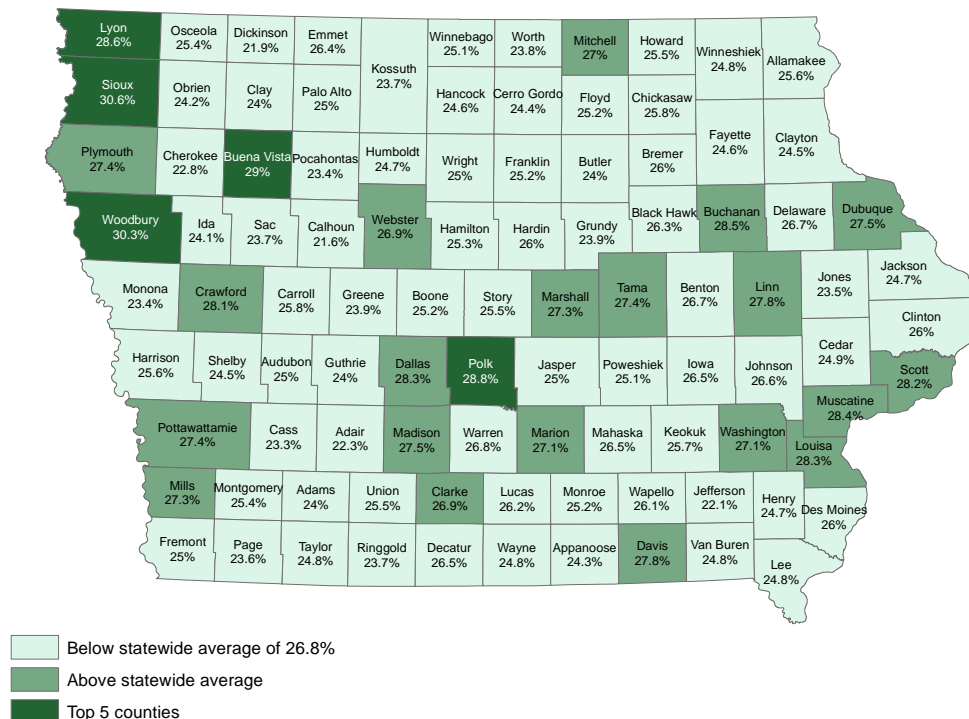 Lyon
28.6%
Osceola
25.4%
Dickinson
21.9%
Emmet
26.4%
Kossuth
23.7%
Winnebago
25.1%
Worth
23.8%
Mitchell
27%
Howard
25.5%
Winneshiek
24.8%
Allamakee
25.6%
Sioux
30.6%
Obrien
24.2%
Clay
24%
Palo Alto
25%
Hancock
24.6%
Cerro Gordo
24.4%
Floyd
25.2%
Chickasaw
25.8%
Plymouth
27.4%
Cherokee
22.8%
Buena Vista
29%
Pocahontas
23.4%
Humboldt
24.7%
Wright
25%
Franklin
25.2%
Butler
24%
Bremer
26%
Fayette
24.6%
Clayton
24.5%
Woodbury
30.3%
Ida
24.1%
Sac
23.7%
Calhoun
21.6%
Webster
26.9%
Hamilton
25.3%
Hardin
26%
Grundy
23.9%
Black Hawk
26.3%
Buchanan
28.5%
Delaware
26.7%
Dubuque
27.5%
Monona
23.4%
Crawford
28.1%
Carroll
25.8%
Greene
23.9%
Boone
25.2%
Story
25.5%
Marshall
27.3%
Tama
27.4%
Benton
26.7%
Linn
27.8%
Jones
23.5%
Jackson
24.7%
Clinton
26%
Harrison
25.6%
Shelby
24.5%
Audubon
25%
Guthrie
24%
Dallas
28.3%
Polk
28.8%
Jasper
25%
Poweshiek
25.1%
Iowa
26.5%
Johnson
26.6%
Cedar
24.9%
Scott
28.2%
Muscatine
28.4%
Pottawattamie
27.4%
Cass
23.3%
Adair
22.3%
Madison
27.5%
Warren
26.8%
Marion
27.1%
Mahaska
26.5%
Keokuk
25.7%
Washington
27.1%
Louisa
28.3%
Mills
27.3%
Montgomery
25.4%
Adams
24%
Union
25.5%
Clarke
26.9%
Lucas
26.2%
Monroe
25.2%
Wapello
26.1%
Jefferson
22.1%
Henry
24.7%
Des Moines
26%
Fremont
25%
Page
23.6%
Taylor
24.8%
Ringgold
23.7%
Decatur
26.5%
Wayne
24.8%
Appanoose
24.3%
Davis
27.8%
Van Buren
24.8%
Lee
24.8%
Below statewide average of 26.8%
Above statewide average
Top 5 counties